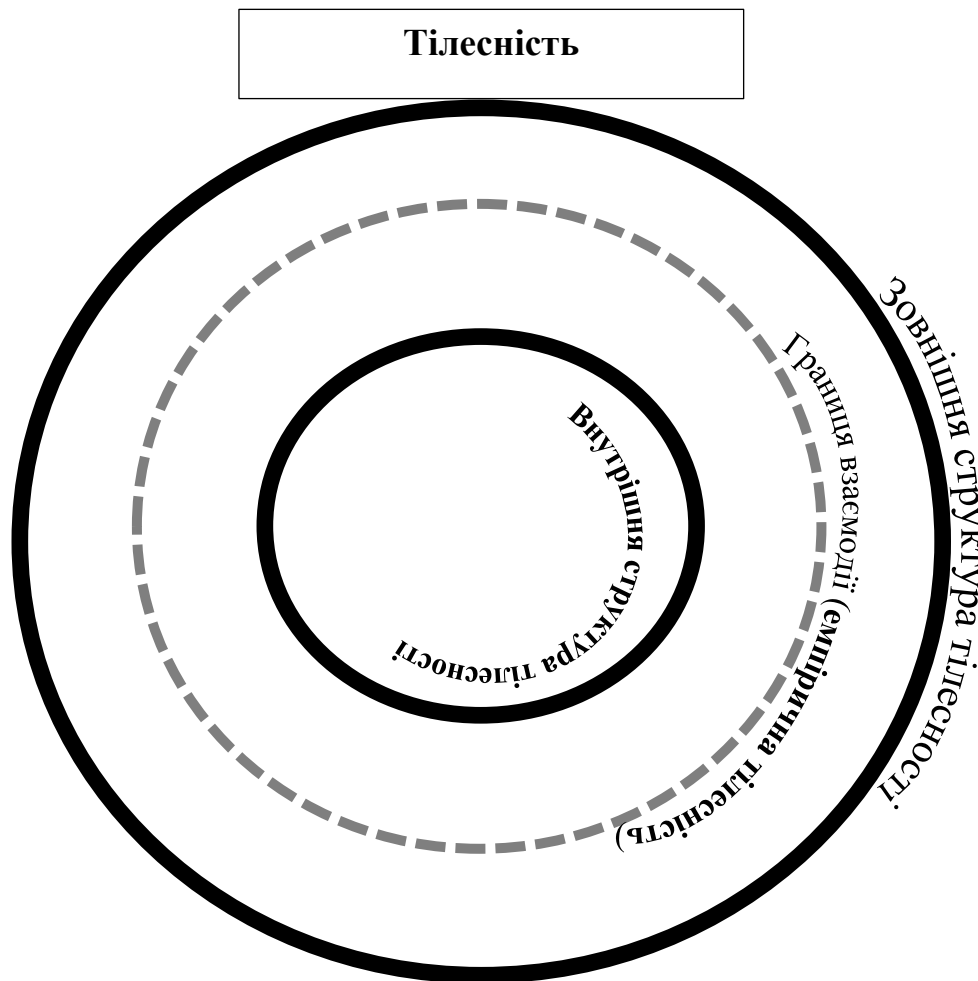 Тілесність
Зовнішня структура тілесності
Границя взаємодії (емпірична тілесність)
Внутрішня структура тілесності